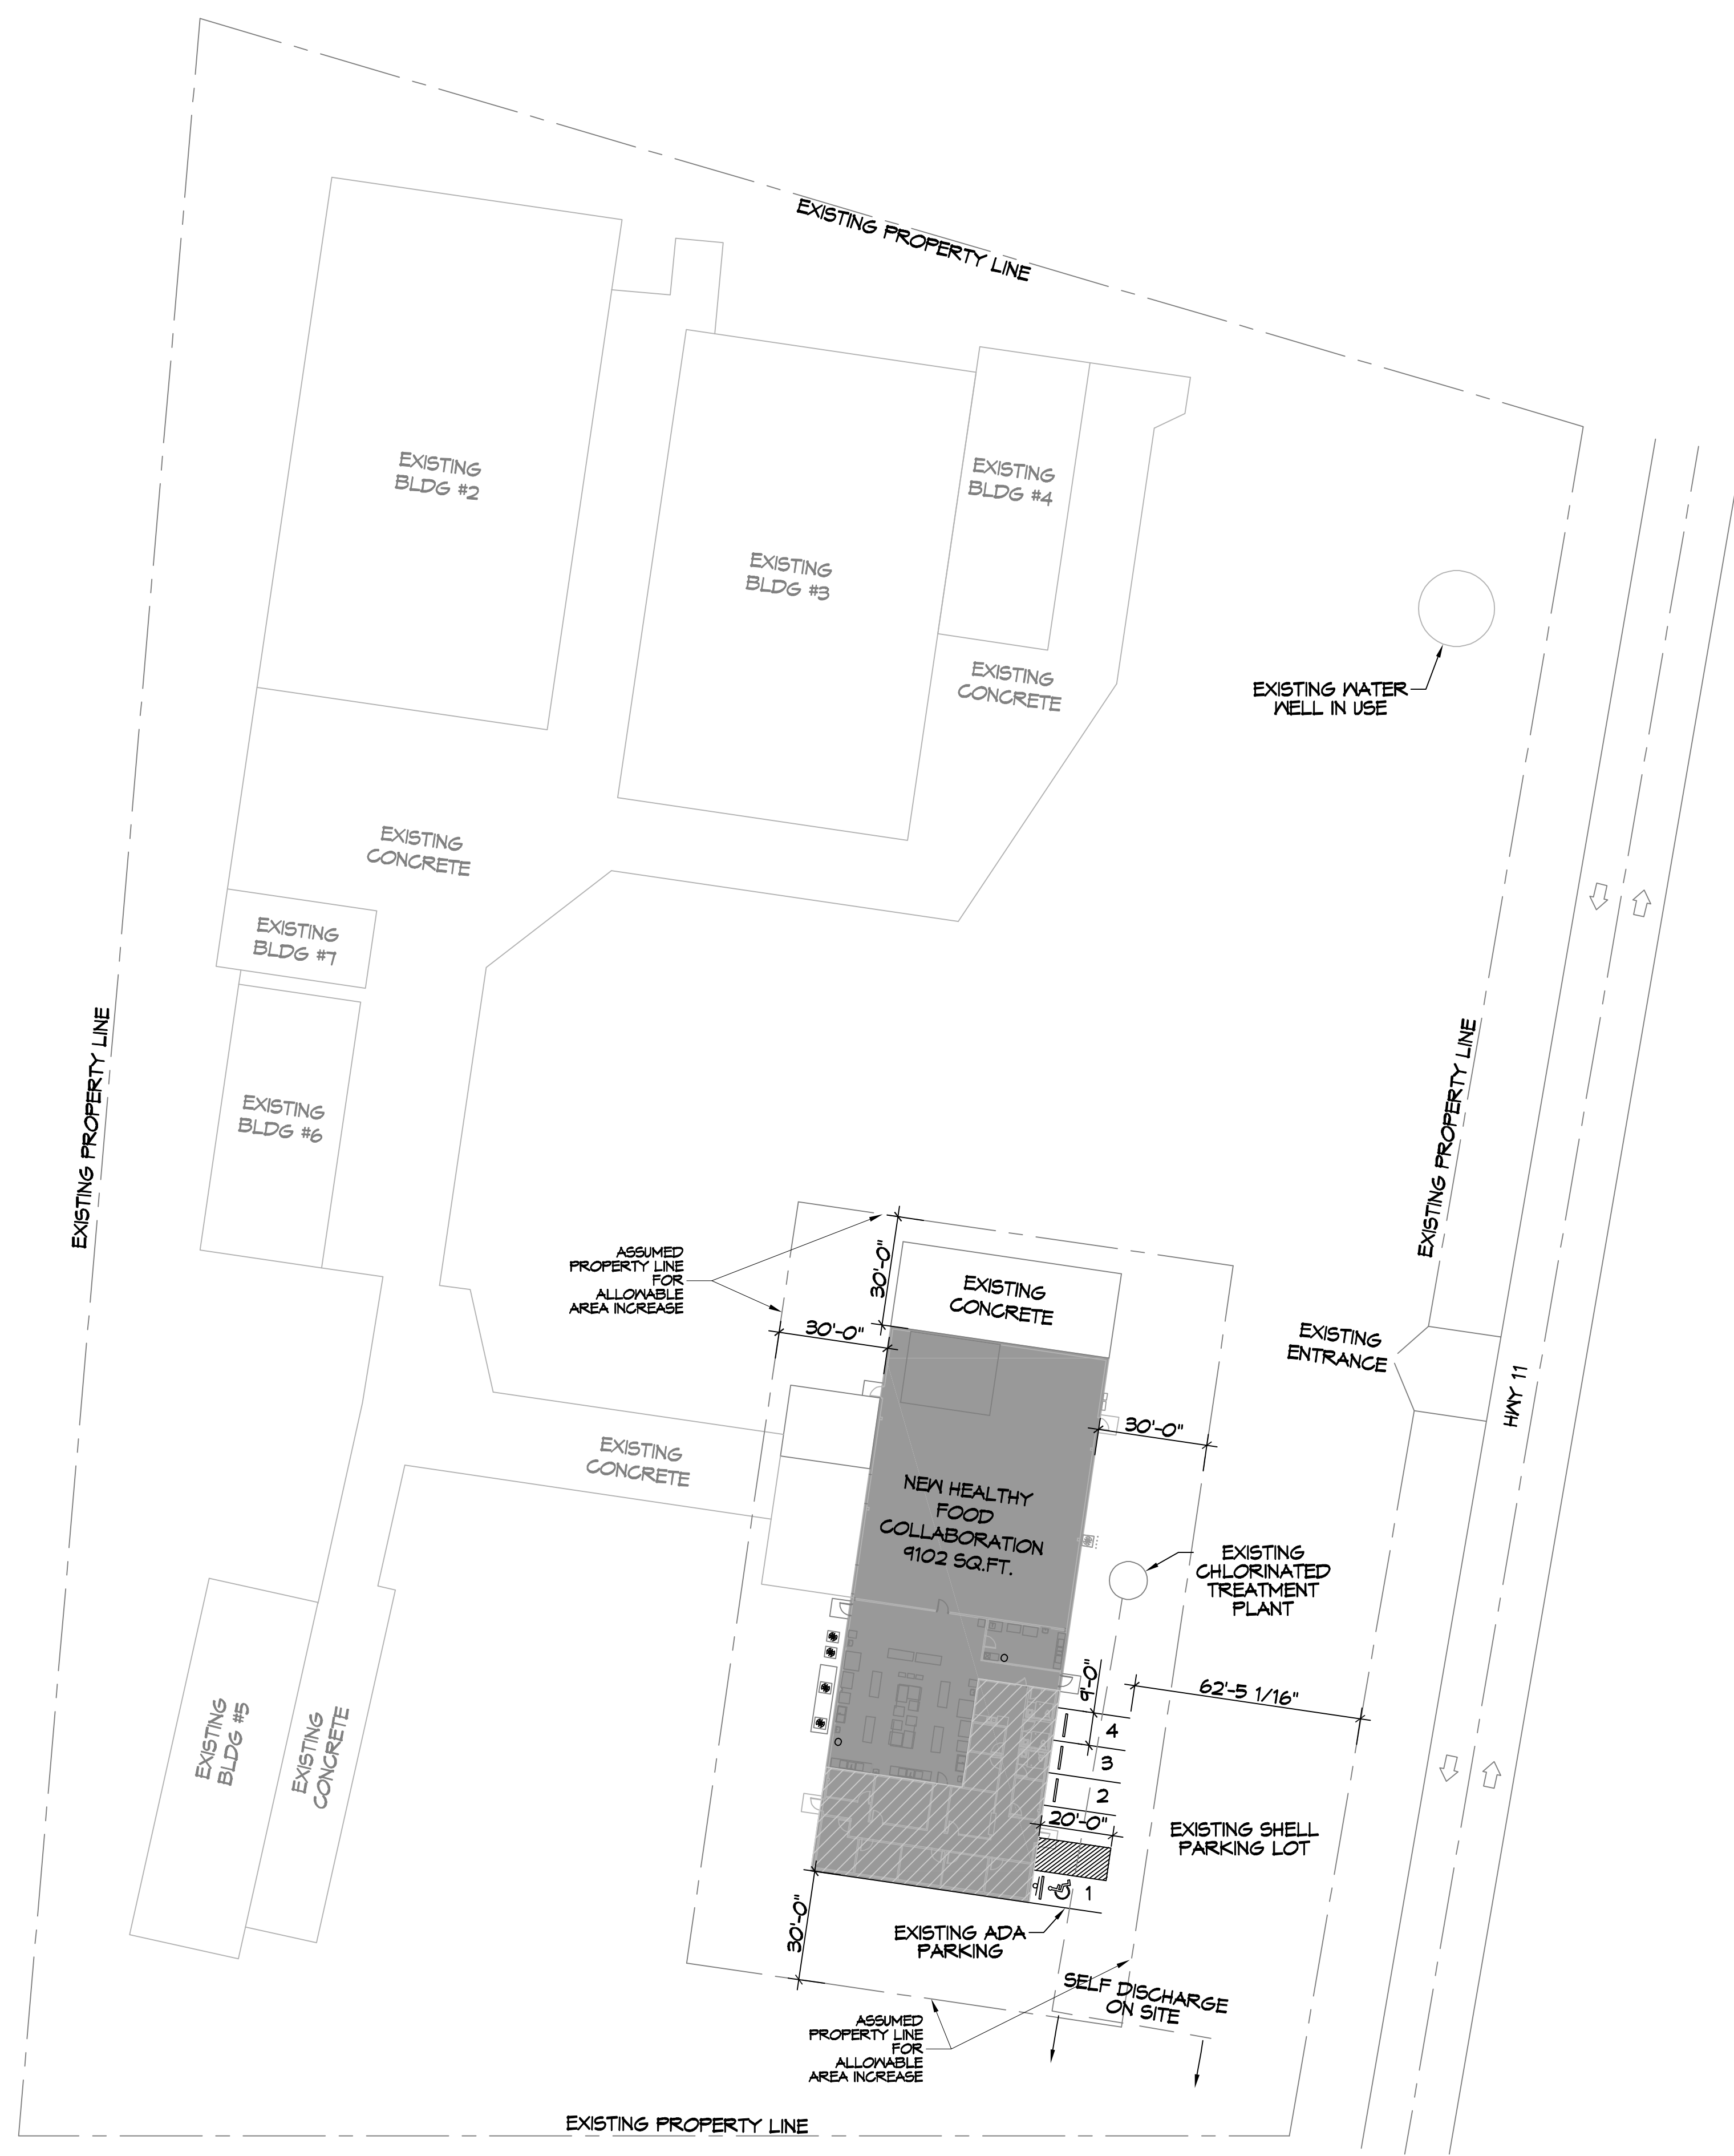 EXISTING PROPERTY LINE
EXISTING
BLDG #2
EXISTING
BLDG #4
EXISTING
BLDG #3
EXISTING
CONCRETE
EXISTING WATER
WELL IN USE
EXISTING
CONCRETE
EXISTING
BLDG #7
EXISTING PROPERTY LINE
EXISTING
BLDG #6
EXISTING PROPERTY LINE
ASSUMED
PROPERTY LINE
FOR
ALLOWABLE
AREA INCREASE
30'-0"
30'-0"
EXISTING
CONCRETE
EXISTING
ENTRANCE
HWY 11
30'-0"
EXISTING
CONCRETE
NEW HEALTHY
FOOD
COLLABORATION
9102 SQ.FT.
EXISTING
CHLORINATED
TREATMENT
PLANT
9'-0"
62'-5 1/16"
4
3
2
20'-0"
EXISTING SHELL
PARKING LOT
1
EXISTING
BLDG #5
EXISTING
CONCRETE
30'-0"
EXISTING ADA
PARKING
SELF DISCHARGE
ON SITE
ASSUMED
PROPERTY LINE
FOR
ALLOWABLE
AREA INCREASE
EXISTING PROPERTY LINE